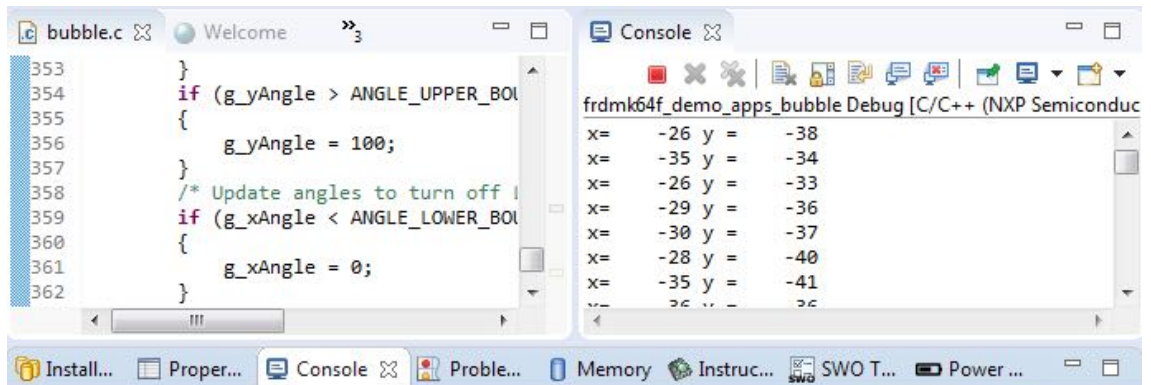 bubble.c Welcome »3
353 }
354 if (g_yAngle > ANGLE_UPPER_BOU
355 {
356 g_yAngle = 100;
357 }
358 /* Update angles to turn off
359 if (g_xAngle < ANGLE_LOWER_BOU
360 {
361 g_xAngle = 0;
362 }
Console
frdmk64f_demo_apps_bubble Debug [C/C++ (NXP Semiconduc
x= -26 y = -38
x= -35 y = -34
x= -26 y = -33
x= -29 y = -36
x= -30 y = -37
x= -28 y = -40
x= -35 y = -41
Install... Proper... Console Proble... Memory Instruc... SWO T... Power ...